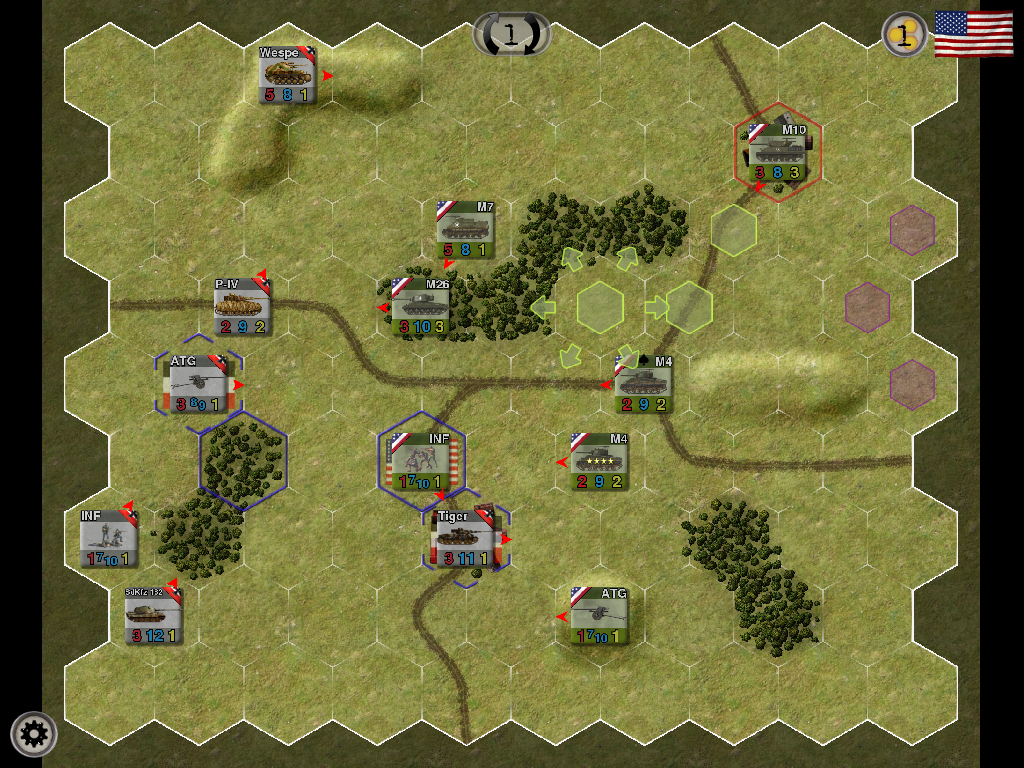 1
1
Wespe
5 8 1
M10
3 8 3
M7
5 8 1
P-IV
2 9 2
M26
3 10 3
ATG
3 8 9 1
M4
2 9 2
INF
1 7 10 1
M4
2 9 2
INF
1 7 10 1
Tiger
3 11 1
SdKfz 182
3 12 1
ATG
1 7 10 1